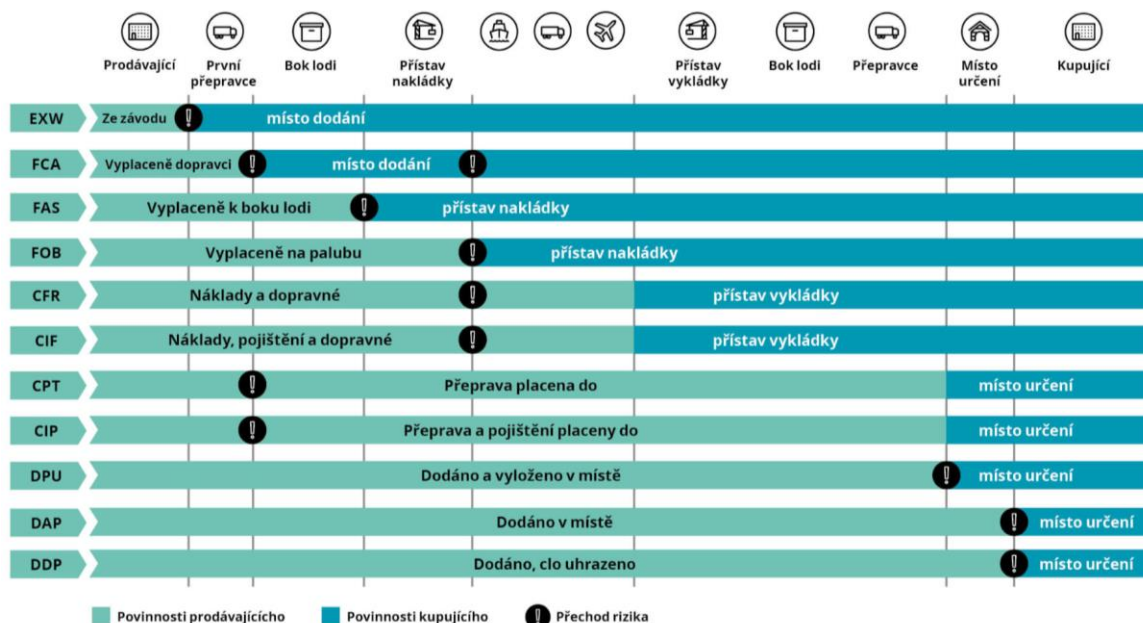 Prodávající
První
přepravce
Bok lodi
Přístav
nakládky
Přístav
vykládky
Bok lodi
Přepravce
Místo
určení
Kupující
EXW Ze závodu ! místo dodání
FCA Vyplaceně dopravci ! místo dodání !
FAS Vyplaceně k boku lodi ! přístav nakládky
FOB Vyplaceně na palubu ! přístav nakládky
CFR Náklady a dopravné ! přístav vykládky
CIF Náklady, pojištění a dopravné ! přístav vykládky
CPT ! Přeprava placena do místo určení
CIP ! Přeprava a pojištění placeny do místo určení
DPU Dodáno a vyloženo v místě ! místo určení
DAP Dodáno v místě ! místo určení
DDP Dodáno, clo uhrazeno ! místo určení
Povinnosti prodávajícícho Povinnosti kupujícího ! Přechod rizika